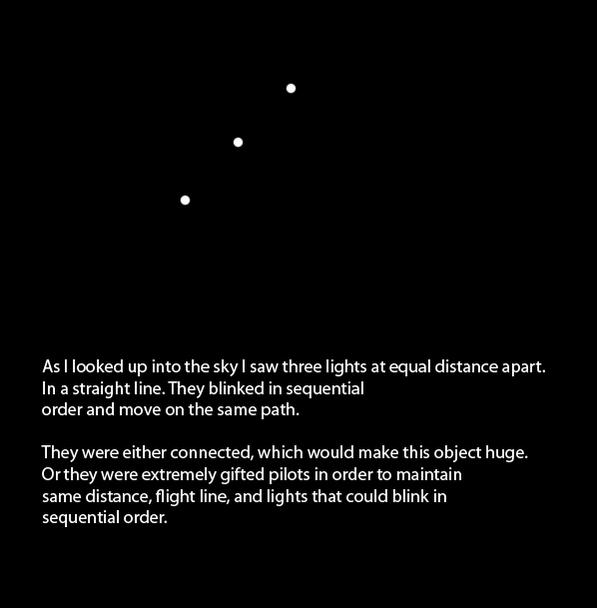 As I looked up into the sky I saw three lights at equal distance apart.
In a straight line. They blinked in sequential
order and move on the same path.
They were either connected, which would make this object huge.
Or they were extremely gifted pilots in order to maintain
same distance, flight line, and lights that could blink in
sequential order.